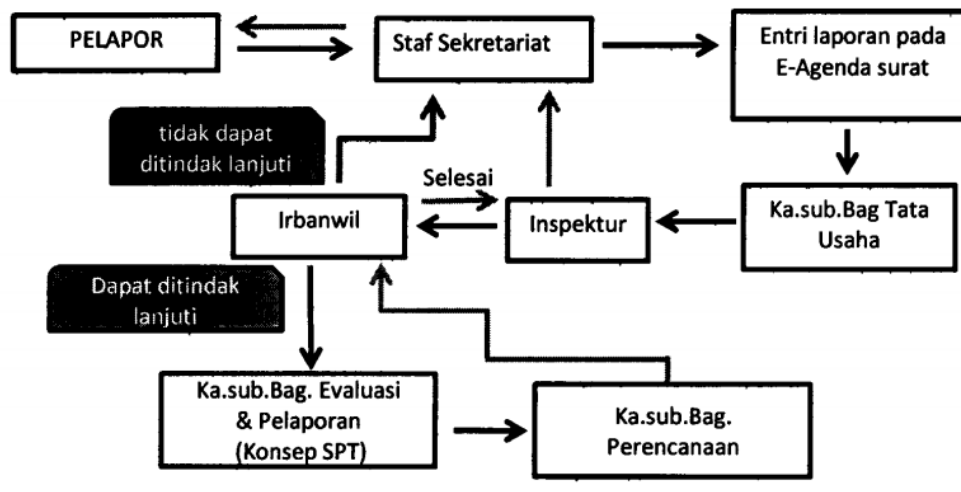 PELAPOR
Staf Sekretariat
Entri laporan pada
E-Agenda surat
tidak dapat
ditindak lanjuti
Selesai
Irbanwil
Inspektur
Ka.sub.Bag Tata
Usaha
Dapat ditindak
lanjuti
Ka.sub.Bag. Evaluasi
& Pelaporan
(Konsep SPT)
Ka.sub.Bag.
Perencanaan